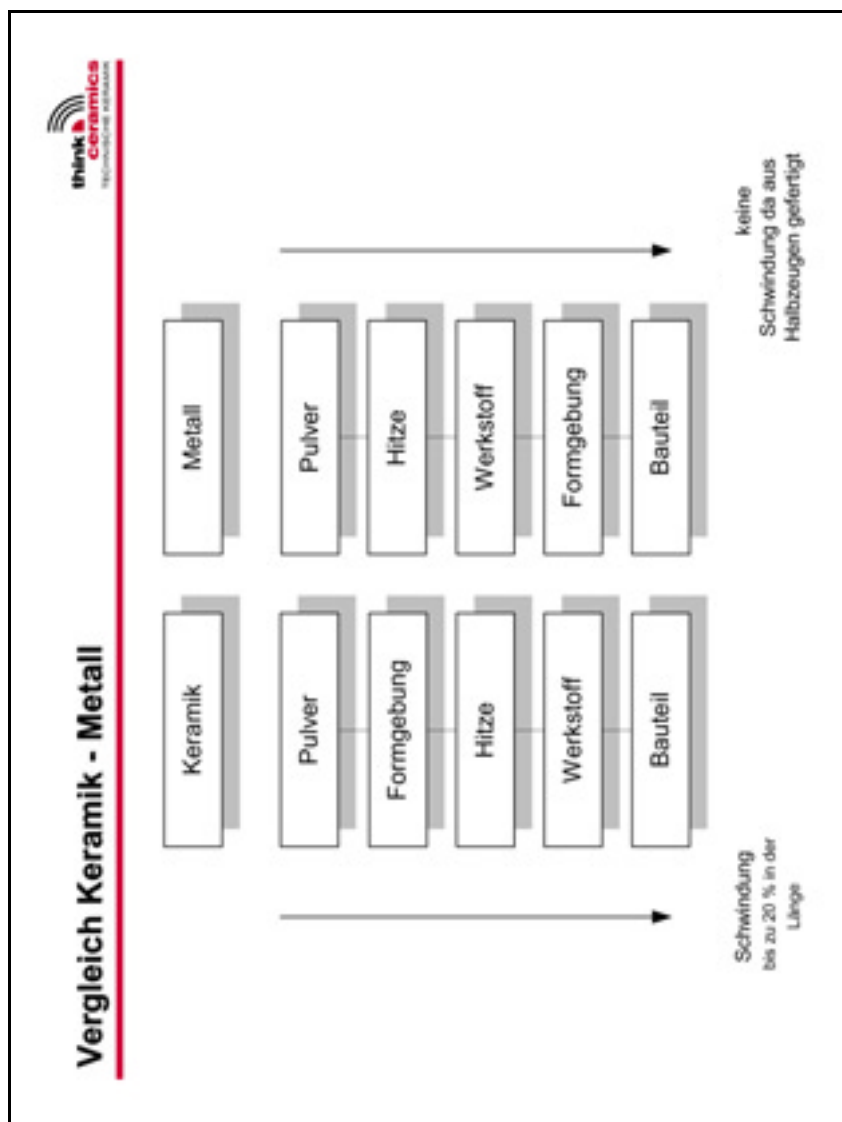 think
ceramics
TECHNISCHE KERAMIK
Vergleich Keramik - Metall
Keramik
Pulver
Formgebung
Hitze
Werkstoff
Bauteil
Schwindung
bis zu 20 % in der
Länge
Metall
Pulver
Hitze
Werkstoff
Formgebung
Bauteil
keine
Schwindung da aus
Halbzeugen gefertigt